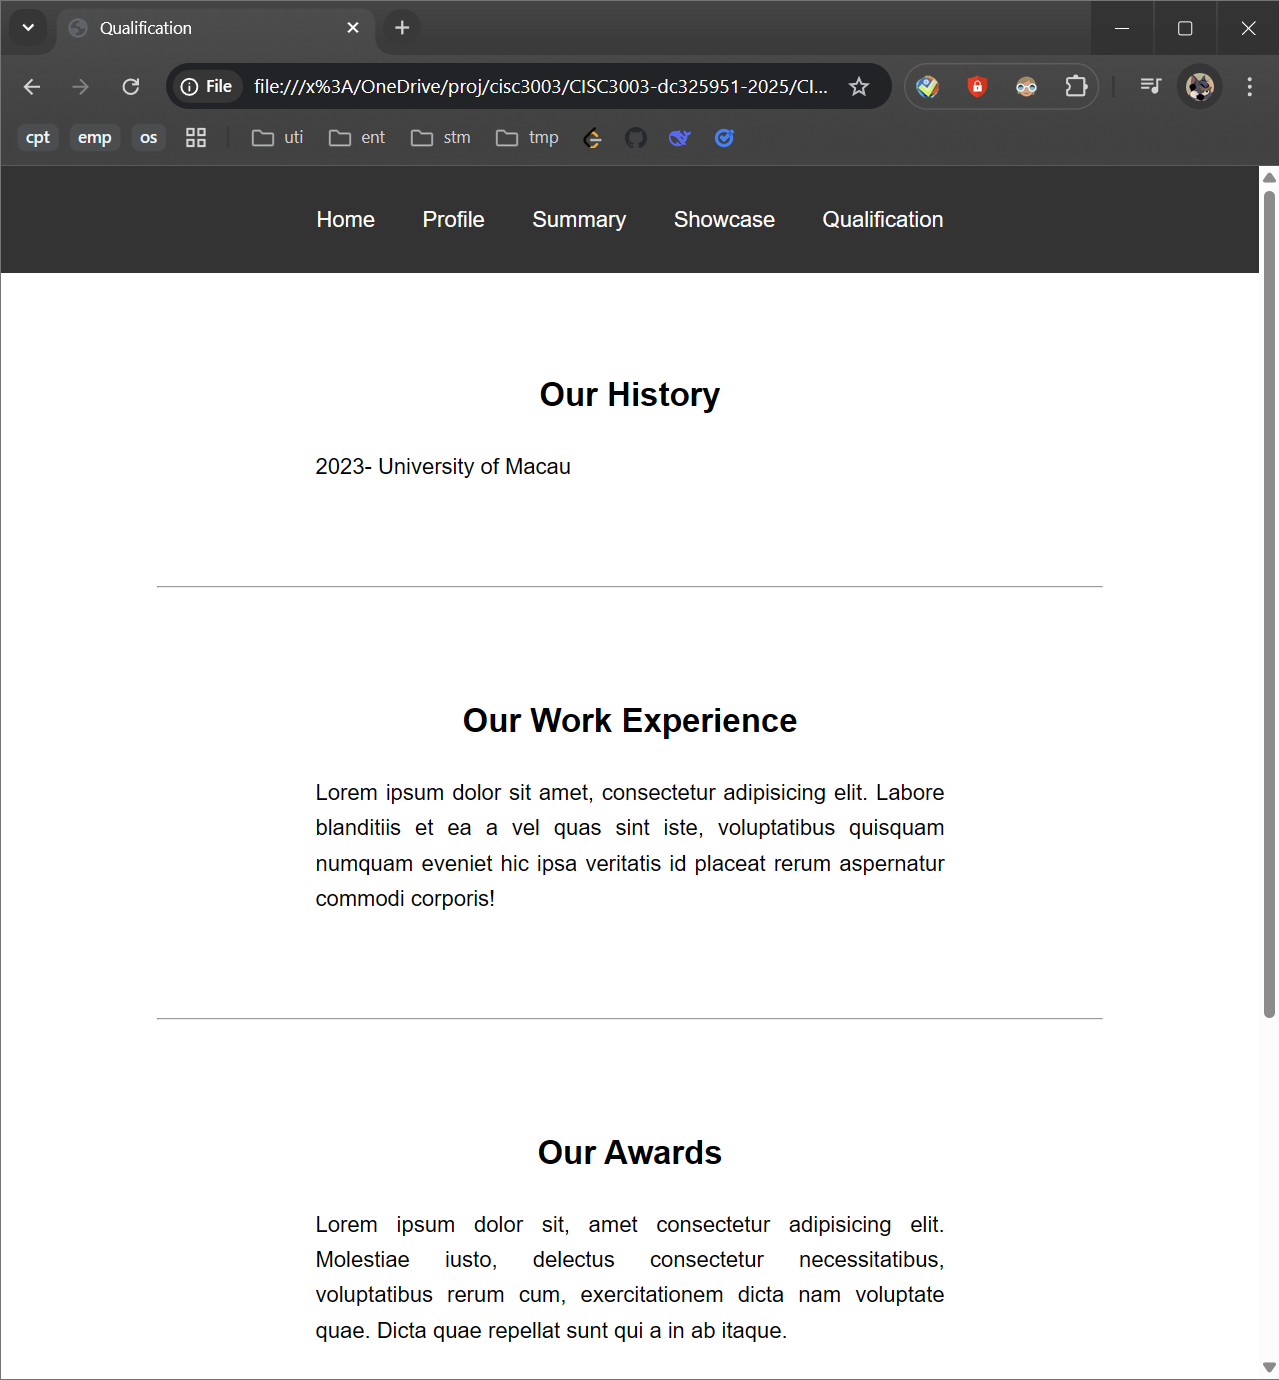 Qualification
File file:///x%3A/OneDrive/proj/cisc3003/CISC3003-dc325951-2025/CI...
cpt emp os uti ent stm tmp
Home Profile Summary Showcase Qualification
Our History
2023- University of Macau
Our Work Experience
Lorem ipsum dolor sit amet, consectetur adipisicing elit. Labore
blanditiis et ea a vel quas sint iste, voluptatibus quisquam
numquam eveniet hic ipsa veritatis id placeat rerum aspernatur
commodi corporis!
Our Awards
Lorem ipsum dolor sit, amet consectetur adipisicing elit.
Molestiae iusto, delectus consectetur necessitatibus,
voluptatibus rerum cum, exercitationem dicta nam voluptate
quae. Dicta quae repellat sunt qui a in ab itaque.